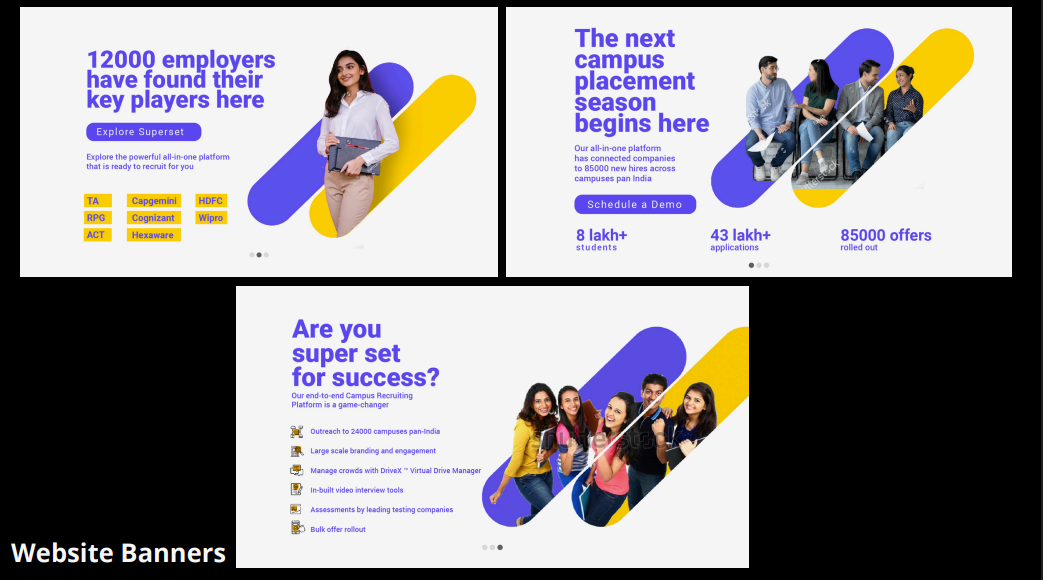 12000 employers
have found their
key players here
Explore Superset
Explore the powerful all-in-one platform
that is ready to recruit for you
TA Capgemini HDFC
RPG Cognizant Wipro
ACT Hexaware
The next
campus
placement
season
begins here
Our all-in-one platform
has connected companies
to 85000 new hires across
campuses pan India
Schedule a Demo
8 lakh+ 43 lakh+ 85000 offers
students applications rolled out
Are you
super set
for success?
Our end-to-end Campus Recruiting
Platform is a game-changer
Outreach to 24000 campuses pan-India
Large scale branding and engagement
Manage crowds with DriveX ™ Virtual Drive Manager
In-built video interview tools
Assessments by leading testing companies
Bulk offer rollout
shutterstock
Website Banners